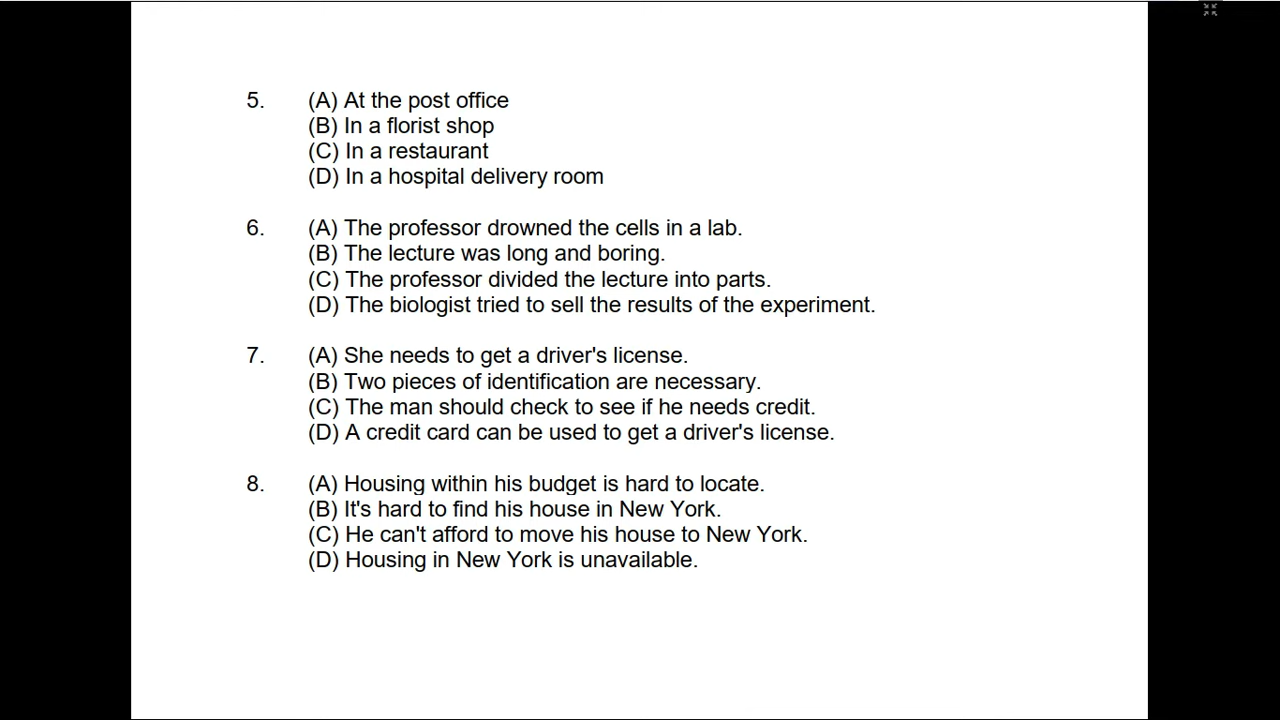 5. (A) At the post office
(B) In a florist shop
(C) In a restaurant
(D) In a hospital delivery room
6. (A) The professor drowned the cells in a lab.
(B) The lecture was long and boring.
(C) The professor divided the lecture into parts.
(D) The biologist tried to sell the results of the experiment.
7. (A) She needs to get a driver's license.
(B) Two pieces of identification are necessary.
(C) The man should check to see if he needs credit.
(D) A credit card can be used to get a driver's license.
8. (A) Housing within his budget is hard to locate.
(B) It's hard to find his house in New York.
(C) He can't afford to move his house to New York.
(D) Housing in New York is unavailable.